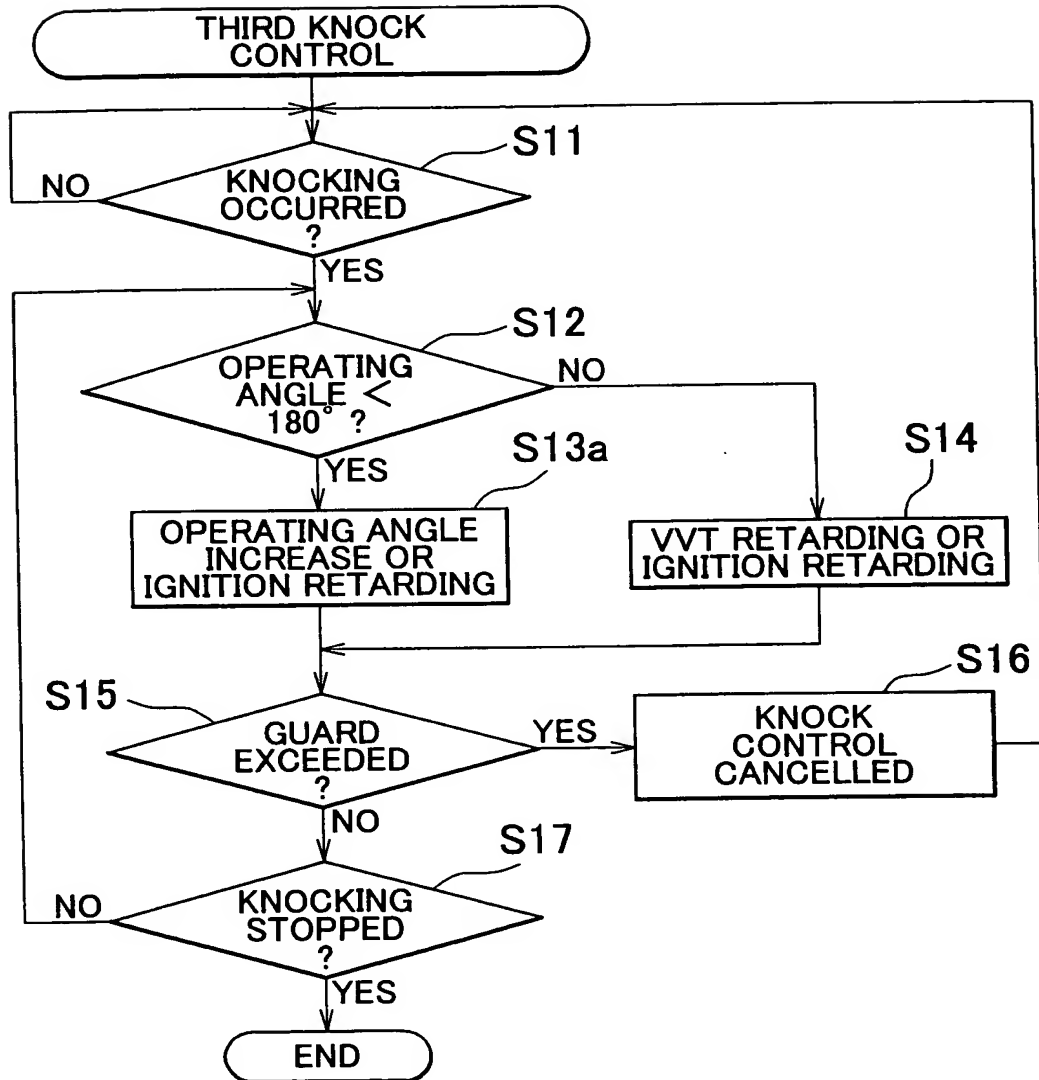 THIRD KNOCK
CONTROL
S11
KNOCKING
OCCURRED
?
NO
YES
S12
OPERATING
ANGLE <
180° ?
NO
YES
S13a
OPERATING ANGLE
INCREASE OR
IGNITION RETARDING
S14
VVT RETARDING OR
IGNITION RETARDING
S15
GUARD
EXCEEDED
?
YES
NO
S16
KNOCK
CONTROL
CANCELLED
S17
KNOCKING
STOPPED
?
NO
YES
END